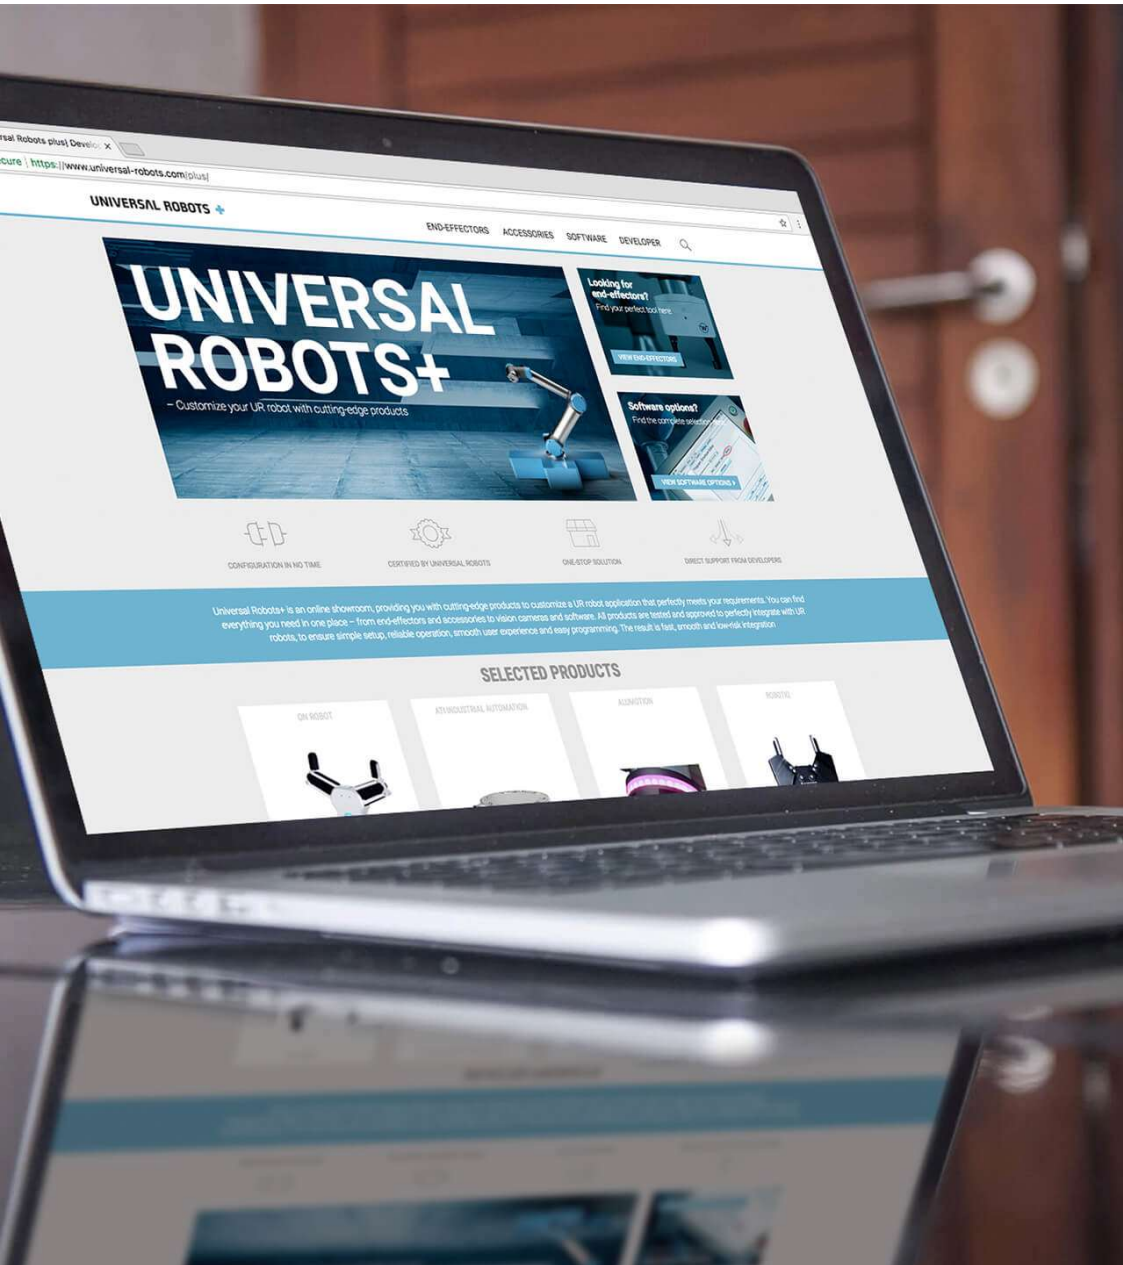 rsal Robots plus| Develo
cure | https://www.universal-robots.com/plus/
UNIVERSAL ROBOTS +
END-EFFECTORS ACCESSORIES SOFTWARE DEVELOPER
UNIVERSAL
ROBOTS+
– Customize your UR robot with cutting-edge products
Looking for
end-effectors?
Find your perfect tool here.
VIEW END-EFFECTORS
Software options?
Find the complete selection here.
VIEW SOFTWARE OPTIONS >
CONFIGURATION IN NO TIME
CERTIFIED BY UNIVERSAL ROBOTS
ONE-STOP SOLUTION
DIRECT SUPPORT FROM DEVELOPERS
Universal Robots+ is an online showroom, providing you with cutting-edge products to customize a UR robot application that perfectly meets your requirements. You can find
everything you need in one place – from end-effectors and accessories to vision cameras and software. All products are tested and approved to perfectly integrate with UR
robots, to ensure simple setup, reliable operation, smooth user experience and easy programming. The result is fast, smooth and low-risk integration
SELECTED PRODUCTS
ON ROBOT
ATI INDUSTRIAL AUTOMATION
ALUMOTION
ROBOTIQ